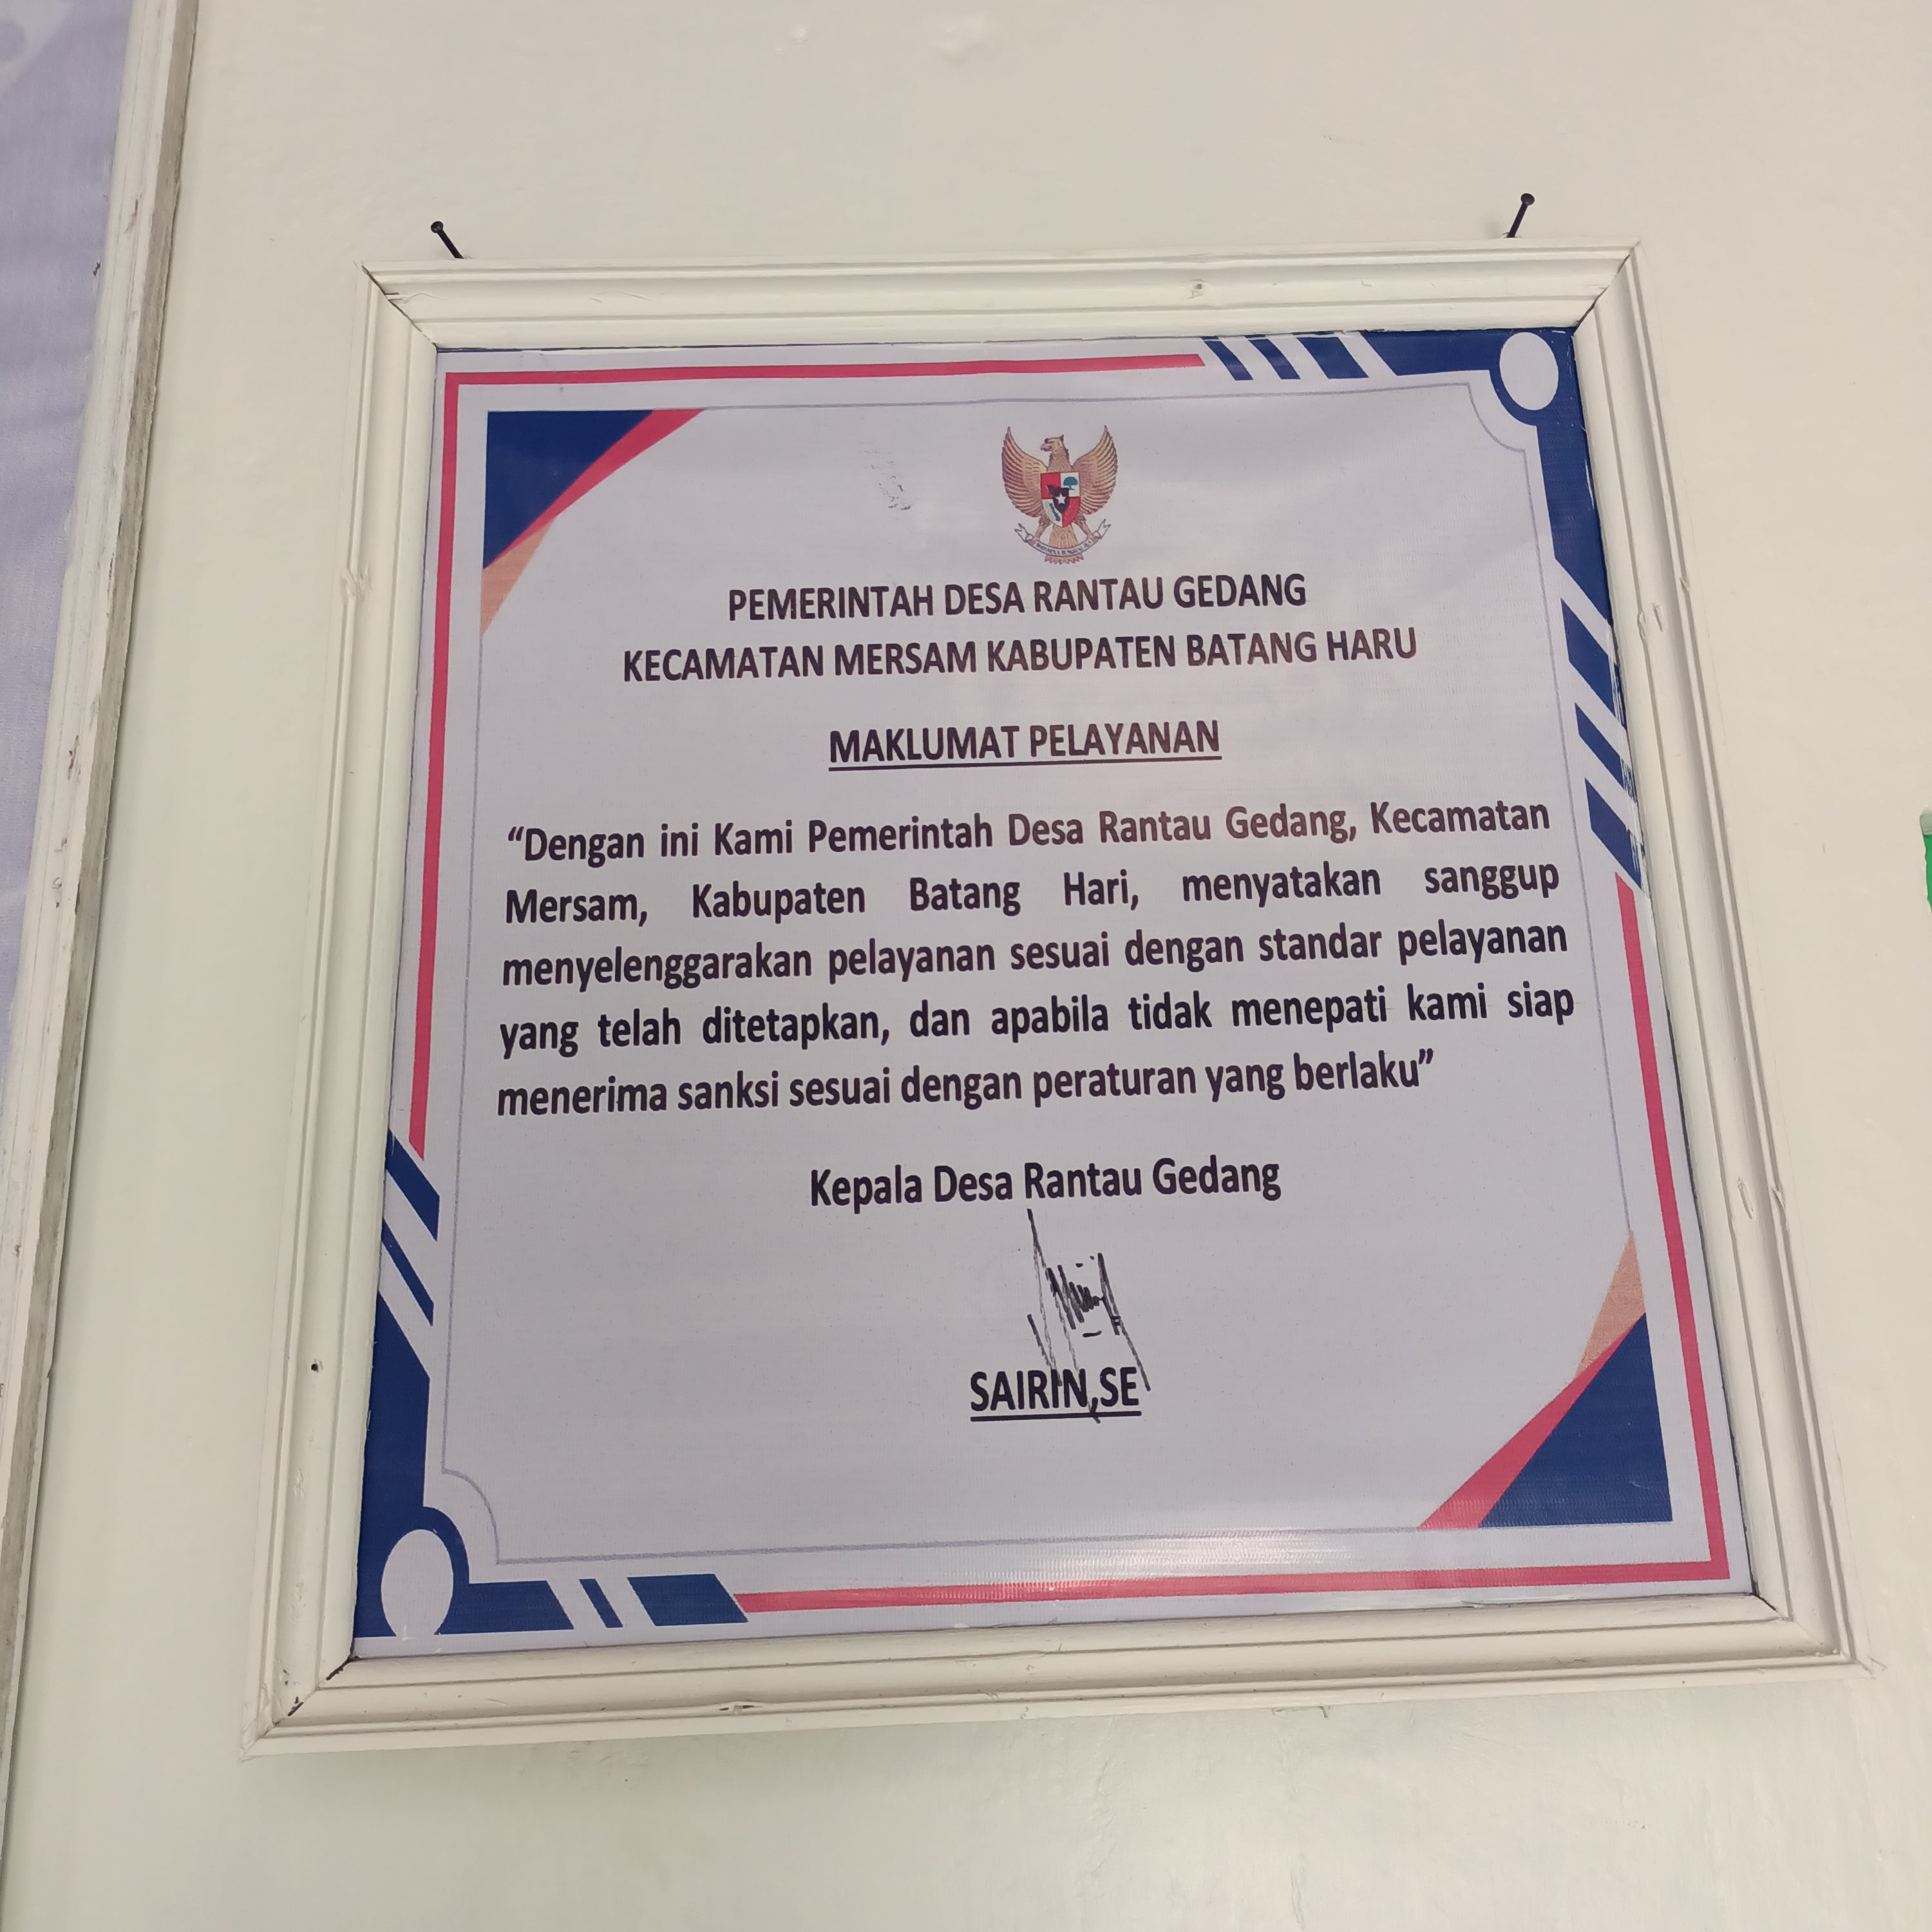 PEMERINTAH DESA RANTAU GEDANG
KECAMATAN MERSAM KABUPATEN BATANG HARU
MAKLUMAT PELAYANAN
“Dengan ini Kami Pemerintah Desa Rantau Gedang, Kecamatan
Mersam, Kabupaten Batang Hari, menyatakan sanggup
menyelenggarakan pelayanan sesuai dengan standar pelayanan
yang telah ditetapkan, dan apabila tidak menepati kami siap
menerima sanksi sesuai dengan peraturan yang berlaku”
Kepala Desa Rantau Gedang
SAIRIN,SE